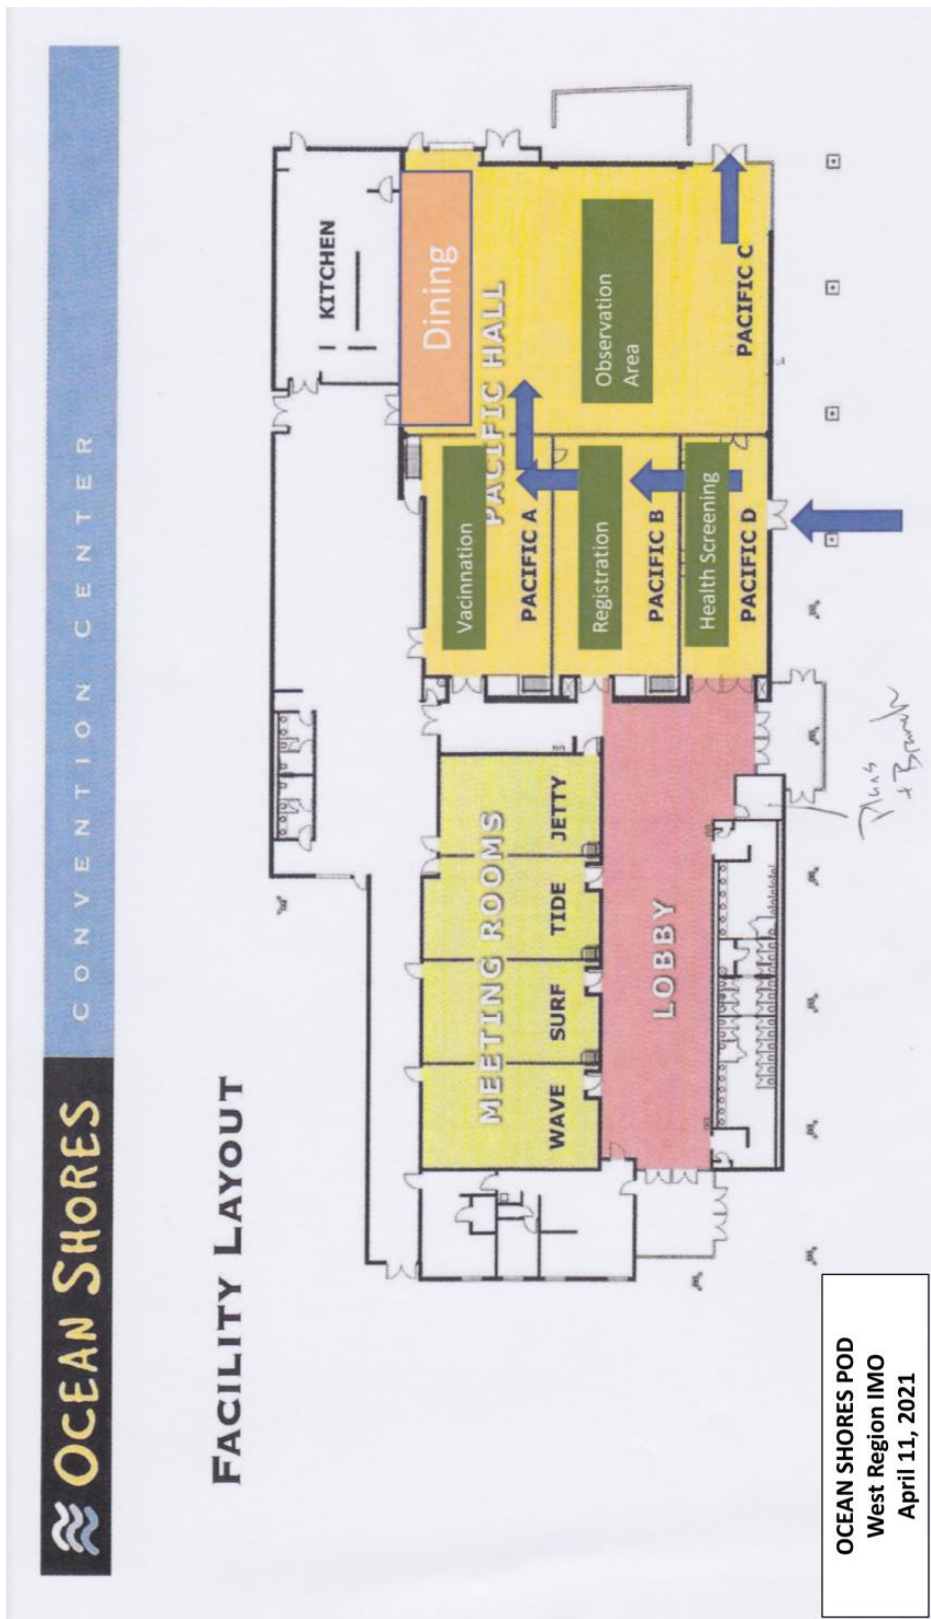 OCEAN SHORES
CONVENTION CENTER
FACILITY LAYOUT
KITCHEN
Dining
PACIFIC HALL
Observation
Area
PACIFIC C
Vacinnation
PACIFIC A
Registration
PACIFIC B
Health Screening
PACIFIC D
MEETING ROOMS
JETTY
TIDE
SURF
WAVE
LOBBY
Plans
OCEAN SHORES POD
West Region IMO
April 11, 2021